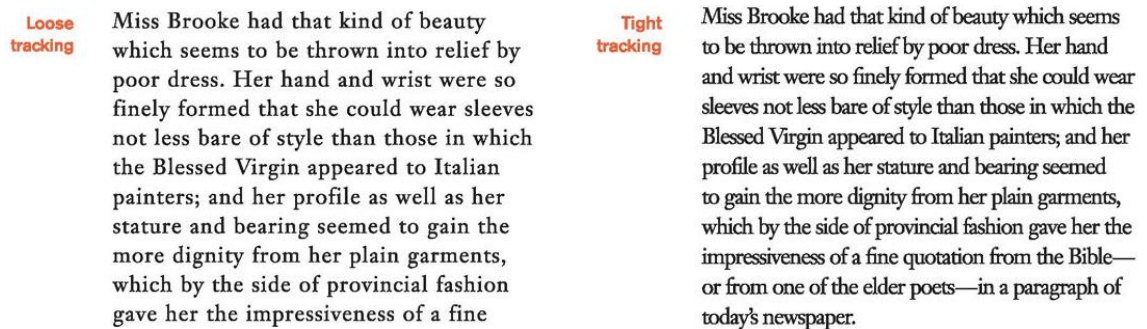 Loose
tracking
Miss Brooke had that kind of beauty
which seems to be thrown into relief by
poor dress. Her hand and wrist were so
finely formed that she could wear sleeves
not less bare of style than those in which
the Blessed Virgin appeared to Italian
painters; and her profile as well as her
stature and bearing seemed to gain the
more dignity from her plain garments,
which by the side of provincial fashion
gave her the impressiveness of a fine
Tight
tracking
Miss Brooke had that kind of beauty which seems
to be thrown into relief by poor dress. Her hand
and wrist were so finely formed that she could wear
sleeves not less bare of style than those in which the
Blessed Virgin appeared to Italian painters; and her
profile as well as her stature and bearing seemed
to gain the more dignity from her plain garments,
which by the side of provincial fashion gave her the
impressiveness of a fine quotation from the Bible—
or from one of the elder poets—in a paragraph of
today’s newspaper.